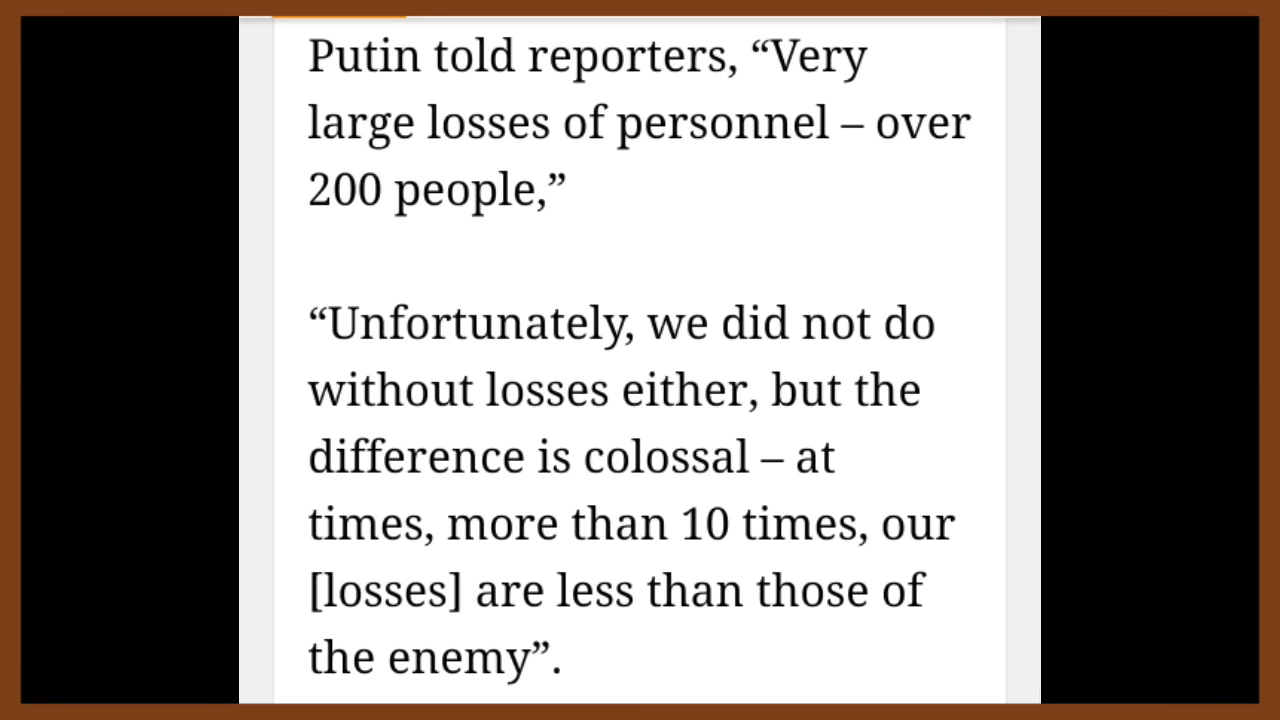 Putin told reporters, “Very
large losses of personnel – over
200 people,”
“Unfortunately, we did not do
without losses either, but the
difference is colossal – at
times, more than 10 times, our
[losses] are less than those of
the enemy”.